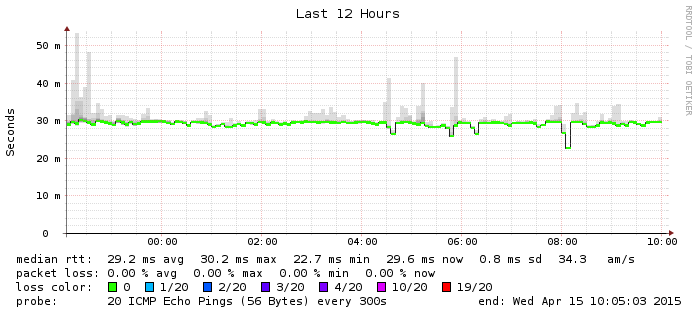 Last 12 Hours
RRDTOOL / TOBI OETIKER
Seconds
50 m
40 m
30 m
20 m
10 m
0
00:00 02:00 04:00 06:00 08:00 10:00
median rtt: 29.2 ms avg 30.2 ms max 22.7 ms min 29.6 ms now 0.8 ms sd 34.3 am/s
packet loss: 0.00 % avg 0.00 % max 0.00 % min 0.00 % now
loss color: 0 1/20 2/20 3/20 4/20 10/20 19/20
probe: 20 ICMP Echo Pings (56 Bytes) every 300s end: Wed Apr 15 10:05:03 2015